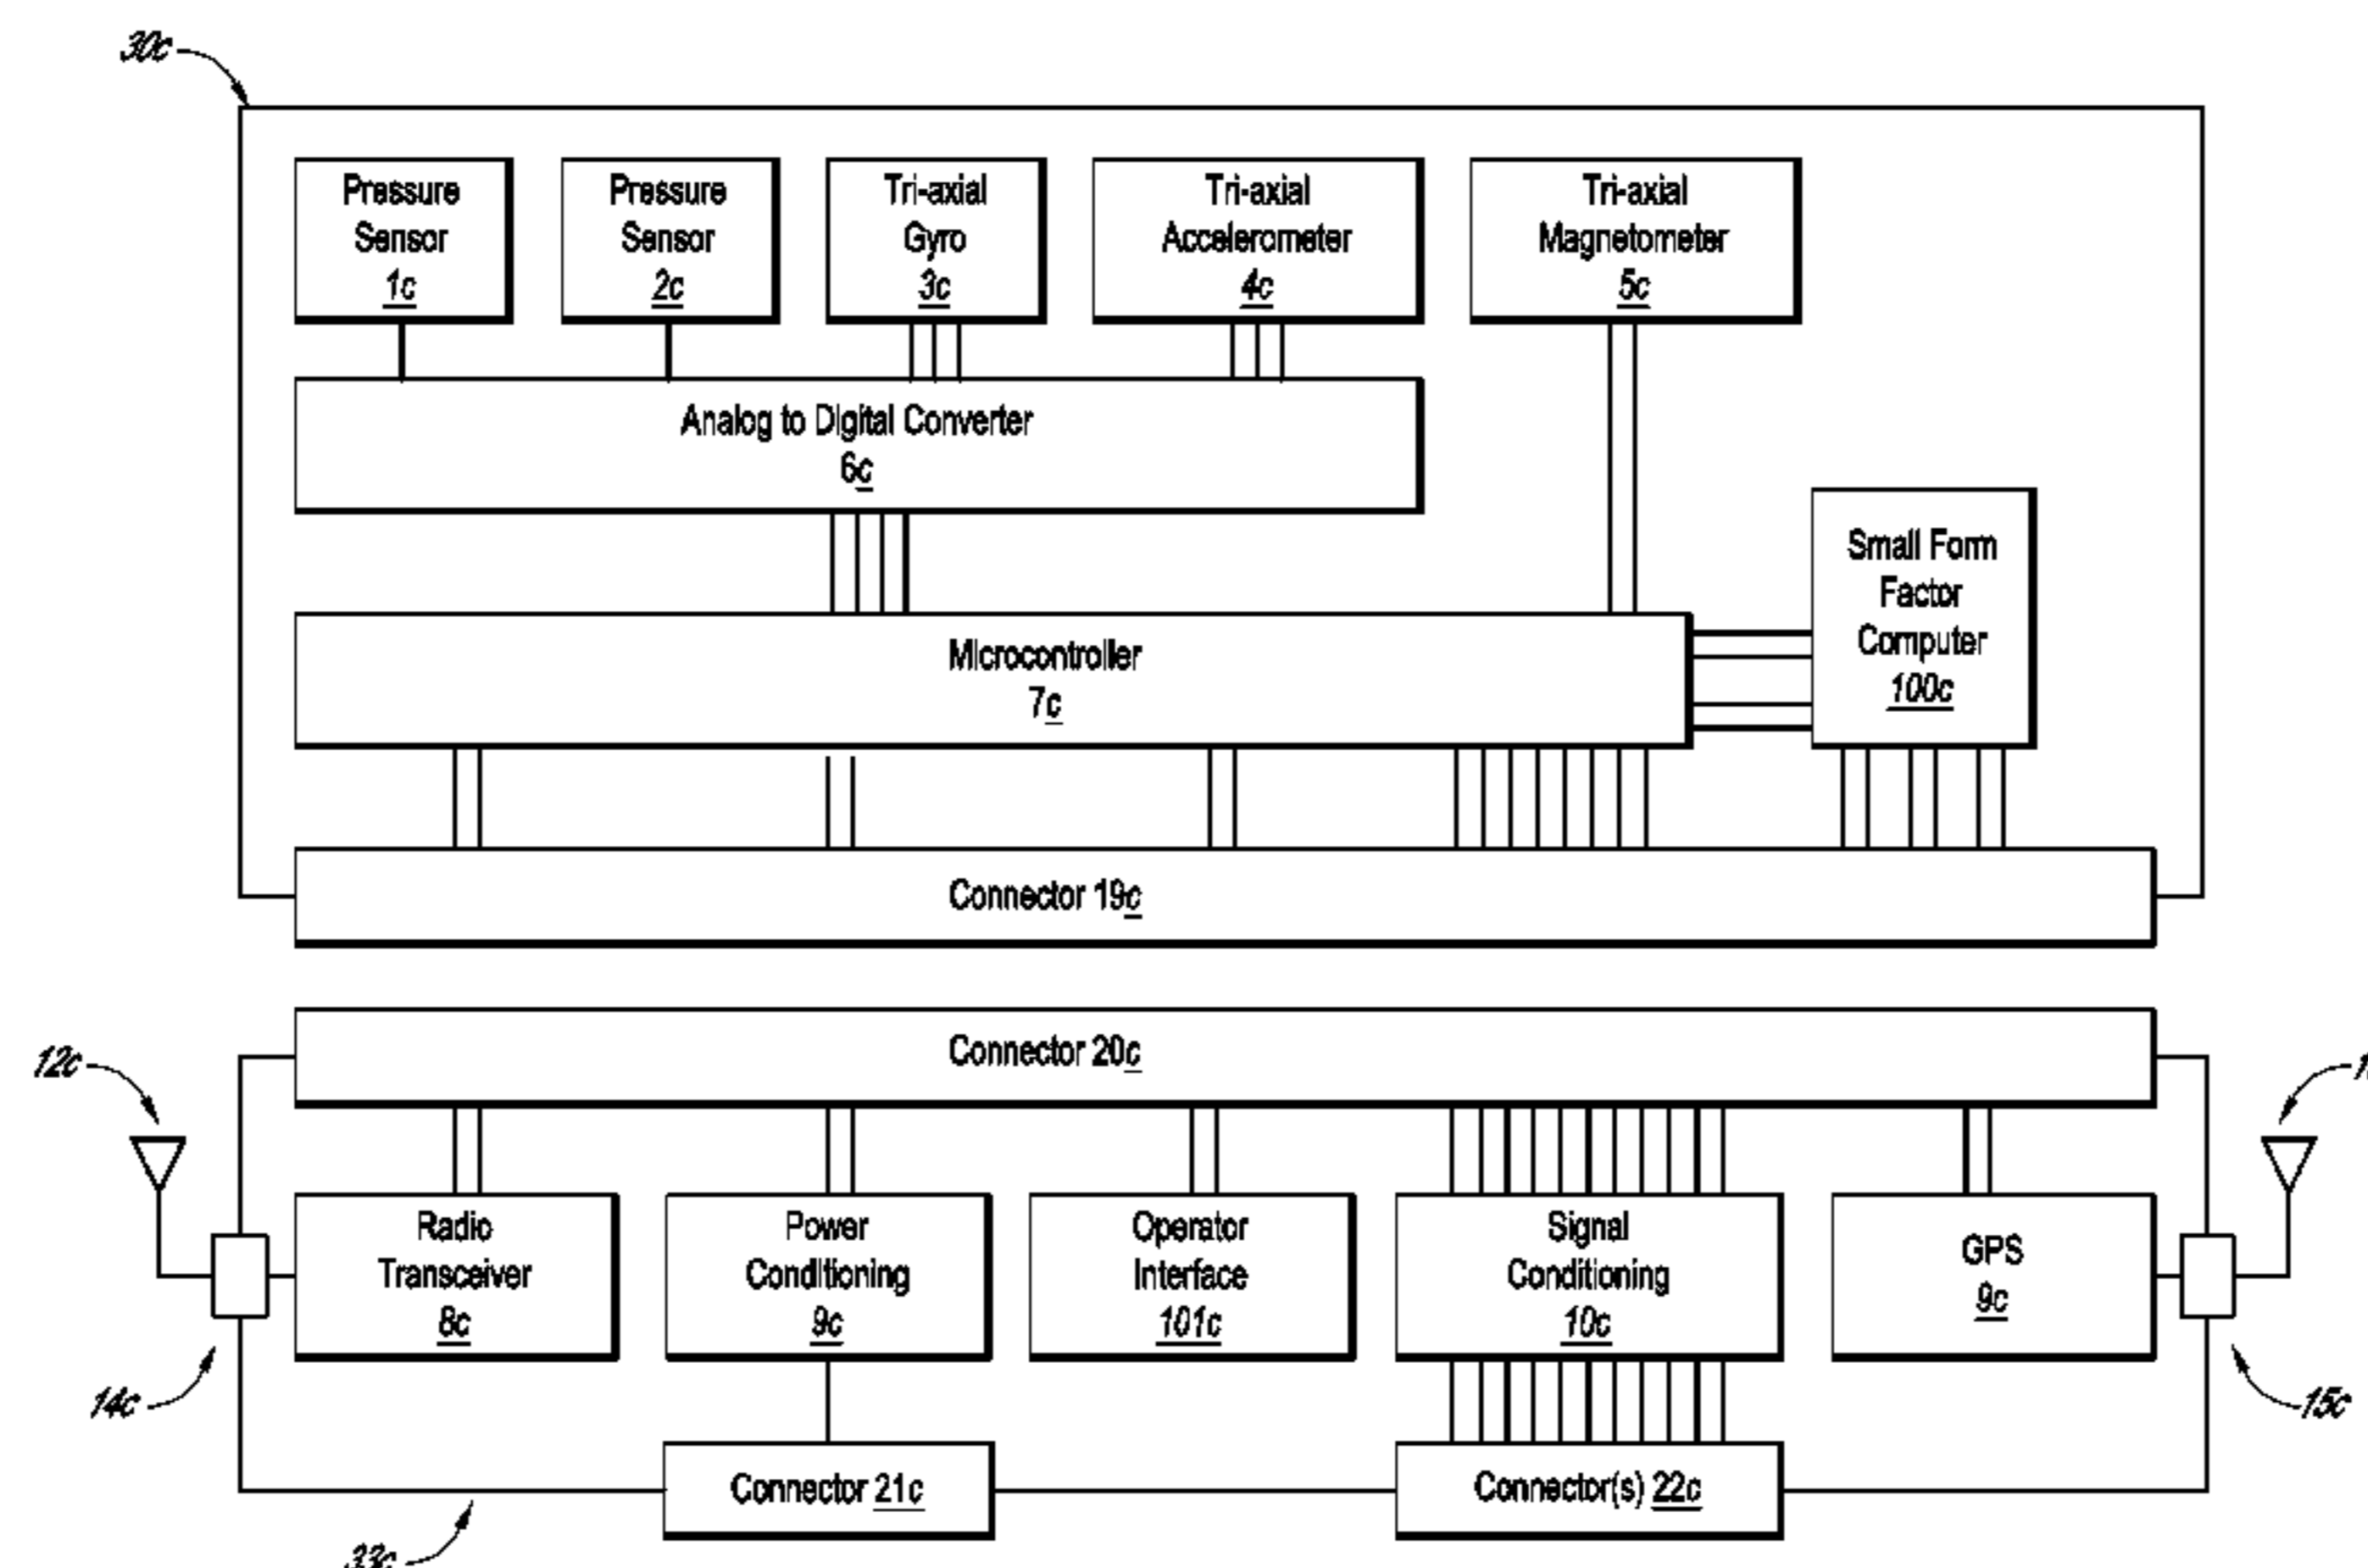 30c
Pressure
Sensor
1c
Pressure
Sensor
2c
Tri-axial
Gyro
3c
Tri-axial
Accelerometer
4c
Tri-axial
Magnetometer
5c
Analog to Digital Converter
6c
Small Form
Factor
Computer
100c
Microcontroller
7c
Connector 19c
Connector 20c
12c
Radio
Transceiver
8c
Power
Conditioning
9c
Operator
Interface
101c
Signal
Conditioning
10c
GPS
9c
14c
15c
Connector 21c
Connector(s) 22c
33c